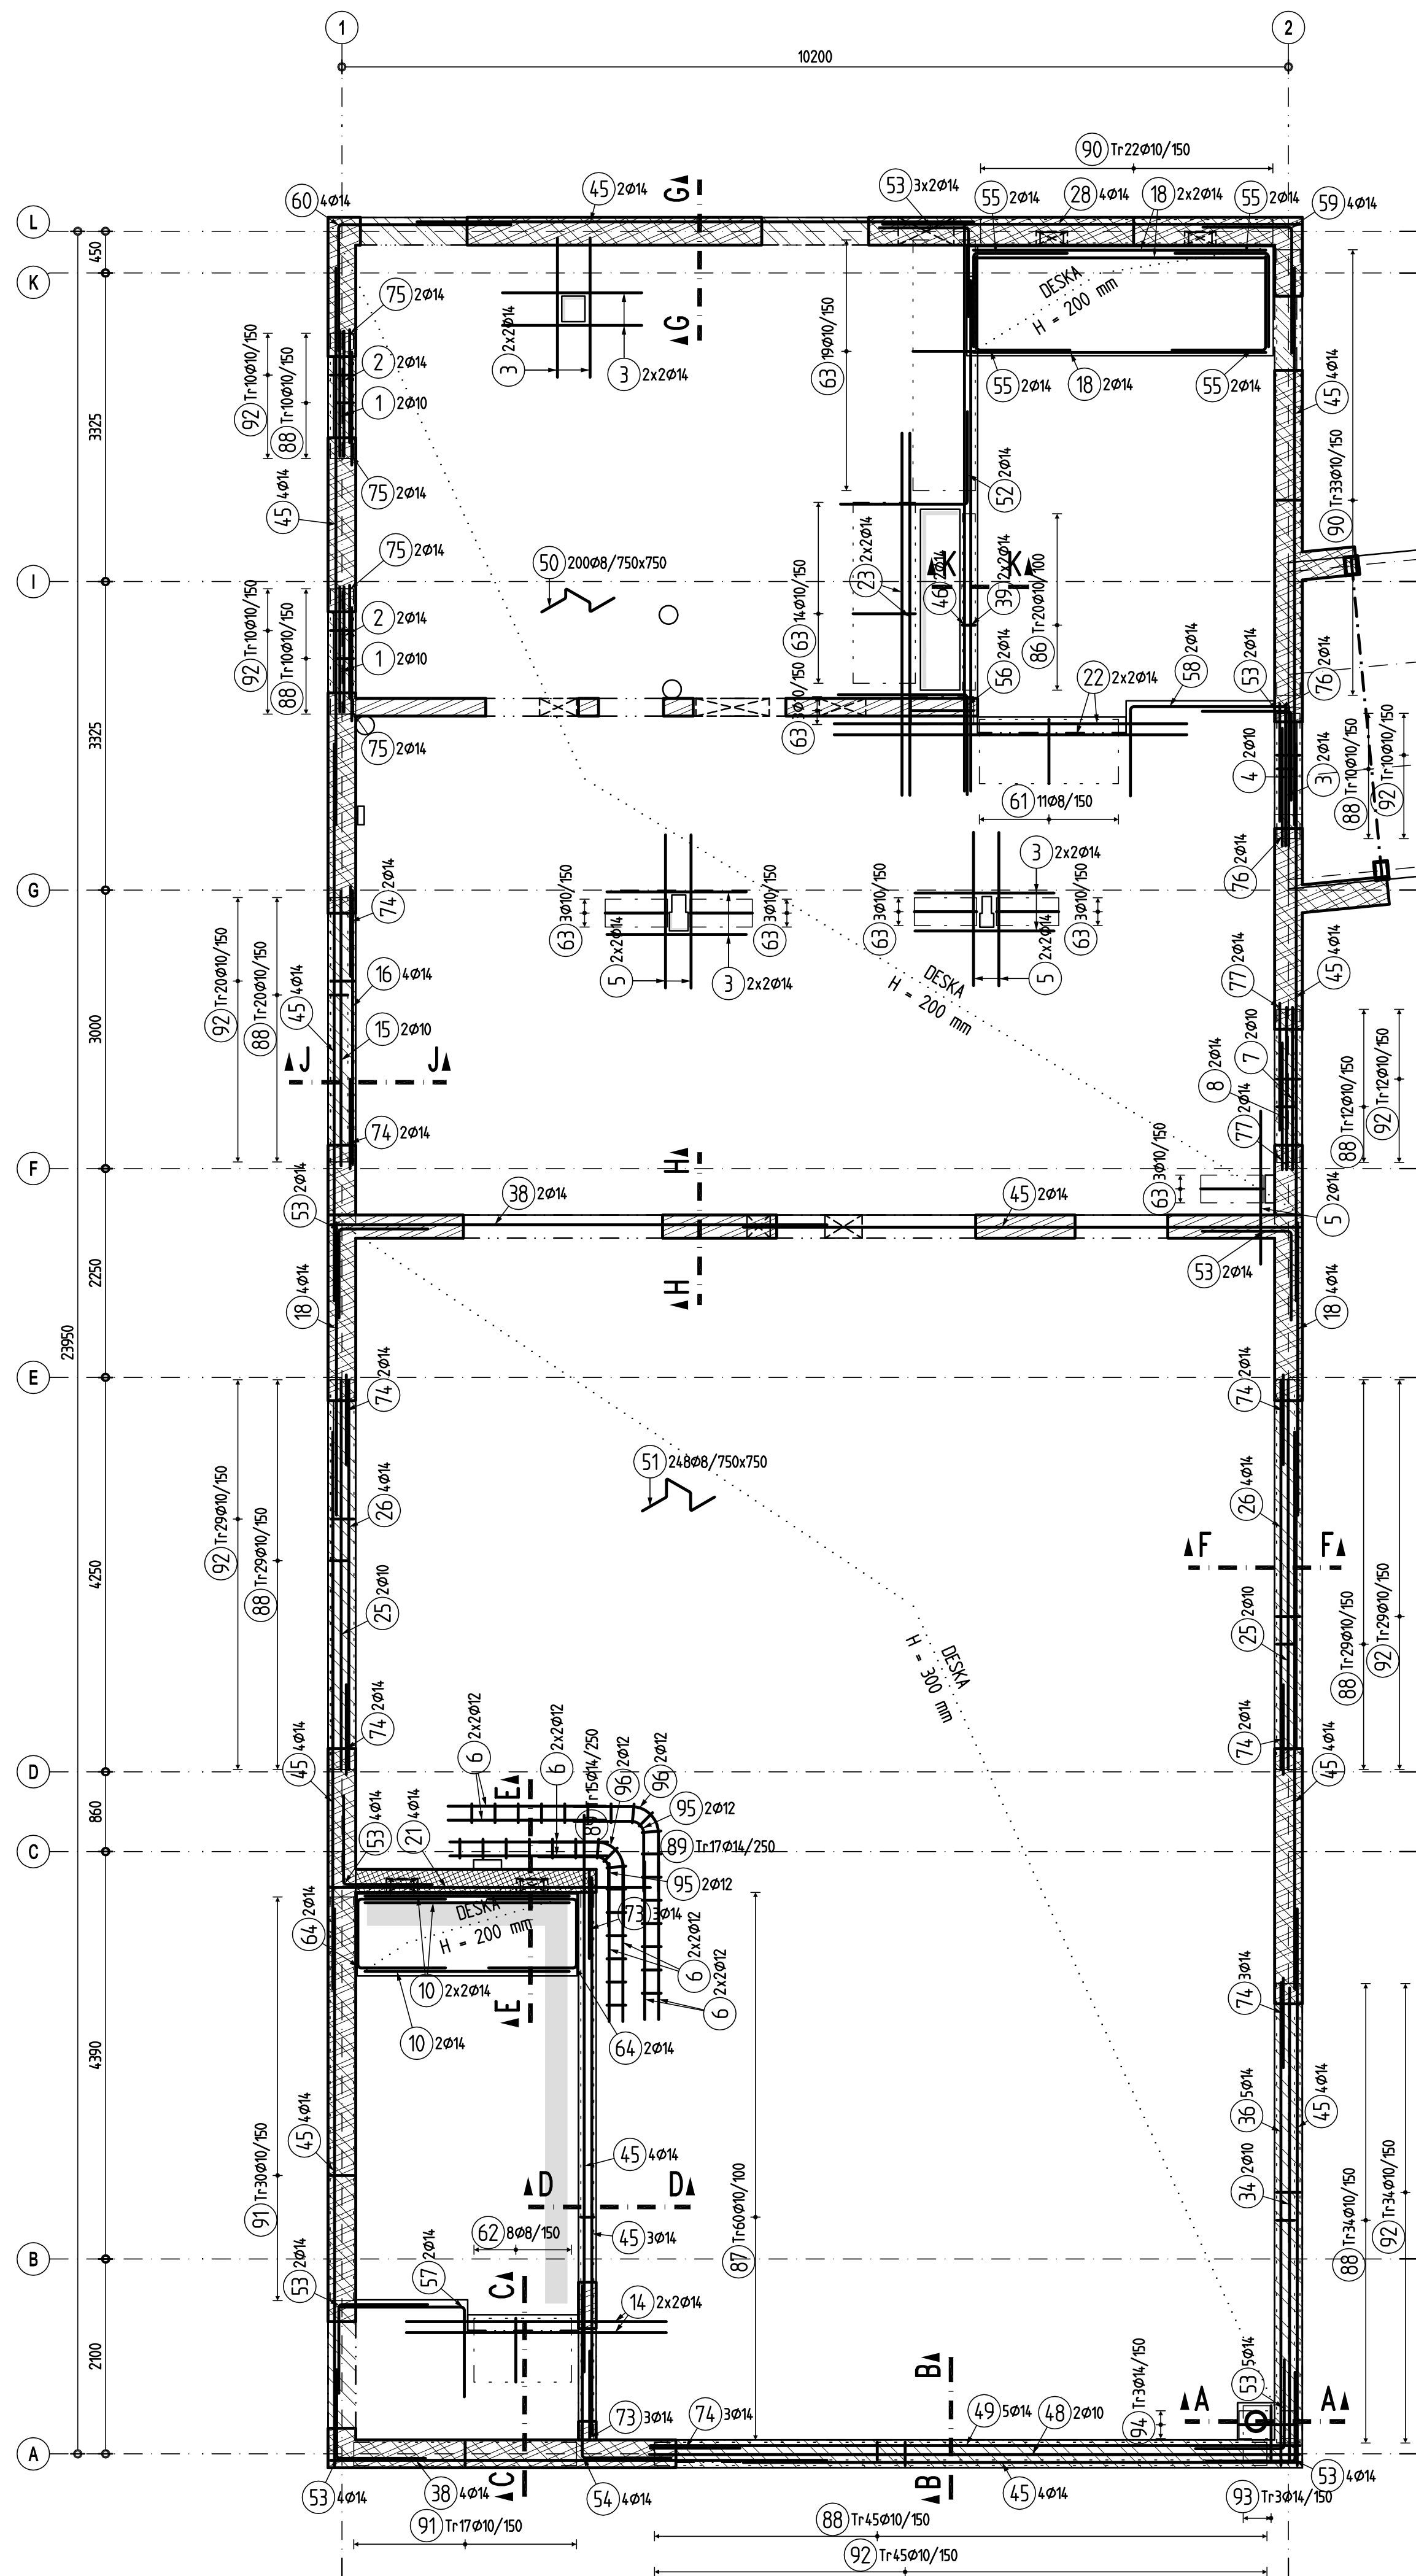 1
2
10200
90 Tr22Ø10/150
60 4Ø14
45 2Ø14
G
53 3x2Ø14
55 2Ø14
28 4Ø14
18 2x2Ø14
55 2Ø14
59 4Ø14
L
450
K
75 2Ø14
G
DESKA
H = 200 mm
3 2x2Ø14
3 2x2Ø14
63 19Ø10/150
55 2Ø14
18 2Ø14
55 2Ø14
45 4Ø14
92 Tr10Ø10/150
88 Tr10Ø10/150
2 2Ø14
1 2Ø10
3325
75 2Ø14
45 4Ø14
52 2Ø14
90 Tr33Ø10/150
75 2Ø14
50 200Ø8/750x750
23 2x2Ø14
K
K
46 2Ø14
39 2x2Ø14
86 Tr20Ø10/100
I
92 Tr10Ø10/150
88 Tr10Ø10/150
2 2Ø14
1 2Ø10
63 14Ø10/150
63 3Ø10/150
56 2Ø14
22 2x2Ø14
58 2Ø14
53 2Ø14
76 2Ø14
75 2Ø14
3325
61 11Ø8/150
4 2Ø10
31 2Ø14
88 Tr10Ø10/150
92 Tr10Ø10/150
3 2x2Ø14
76 2Ø14
G
74 2Ø14
63 3Ø10/150
63 3Ø10/150
63 3Ø10/150
63 3Ø10/150
5 2x2Ø14
3 2x2Ø14
5 2x2Ø14
DESKA
H = 200 mm
77 2Ø14
45 4Ø14
92 Tr20Ø10/150
88 Tr20Ø10/150
45 4Ø14
16 4Ø14
15 2Ø10
3000
J
J
7 2Ø10
8 2Ø14
77 2Ø14
88 Tr12Ø10/150
92 Tr12Ø10/150
74 2Ø14
F
H
53 2Ø14
38 2Ø14
45 2Ø14
63 3Ø10/150
5 2Ø14
53 2Ø14
2250
H
18 4Ø14
18 4Ø14
23950
E
74 2Ø14
74 2Ø14
51 248Ø8/750x750
92 Tr29Ø10/150
88 Tr29Ø10/150
26 4Ø14
26 4Ø14
F
F
4250
25 2Ø10
25 2Ø10
88 Tr29Ø10/150
92 Tr29Ø10/150
DESKA
H = 300 mm
74 2Ø14
74 2Ø14
45 4Ø14
45 4Ø14
D
6 2x2Ø12
6 2x2Ø12
E
89 Tr15Ø14/250
96 2Ø12
96 2Ø12
95 2Ø12
860
53 4Ø14
21 4Ø14
C
89 Tr17Ø14/250
95 2Ø12
64 2Ø14
DESKA
H = 200 mm
73 3Ø14
6 2x2Ø12
6 2x2Ø12
10 2x2Ø14
E
10 2Ø14
64 2Ø14
74 3Ø14
4390
45 4Ø14
91 Tr30Ø10/150
45 4Ø14
D
D
36 5Ø14
45 4Ø14
34 2Ø10
88 Tr34Ø10/150
92 Tr34Ø10/150
62 8Ø8/150
45 3Ø14
87 Tr60Ø10/100
B
53 2Ø14
57 2Ø14
C
14 2x2Ø14
2100
B
94 Tr3Ø14/150
53 5Ø14
A
A
73 3Ø14
74 3Ø14
49 5Ø14
48 2Ø10
A
53 4Ø14
38 4Ø14
C
54 4Ø14
B
45 4Ø14
53 4Ø14
93 Tr3Ø14/150
91 Tr17Ø10/150
88 Tr45Ø10/150
92 Tr45Ø10/150